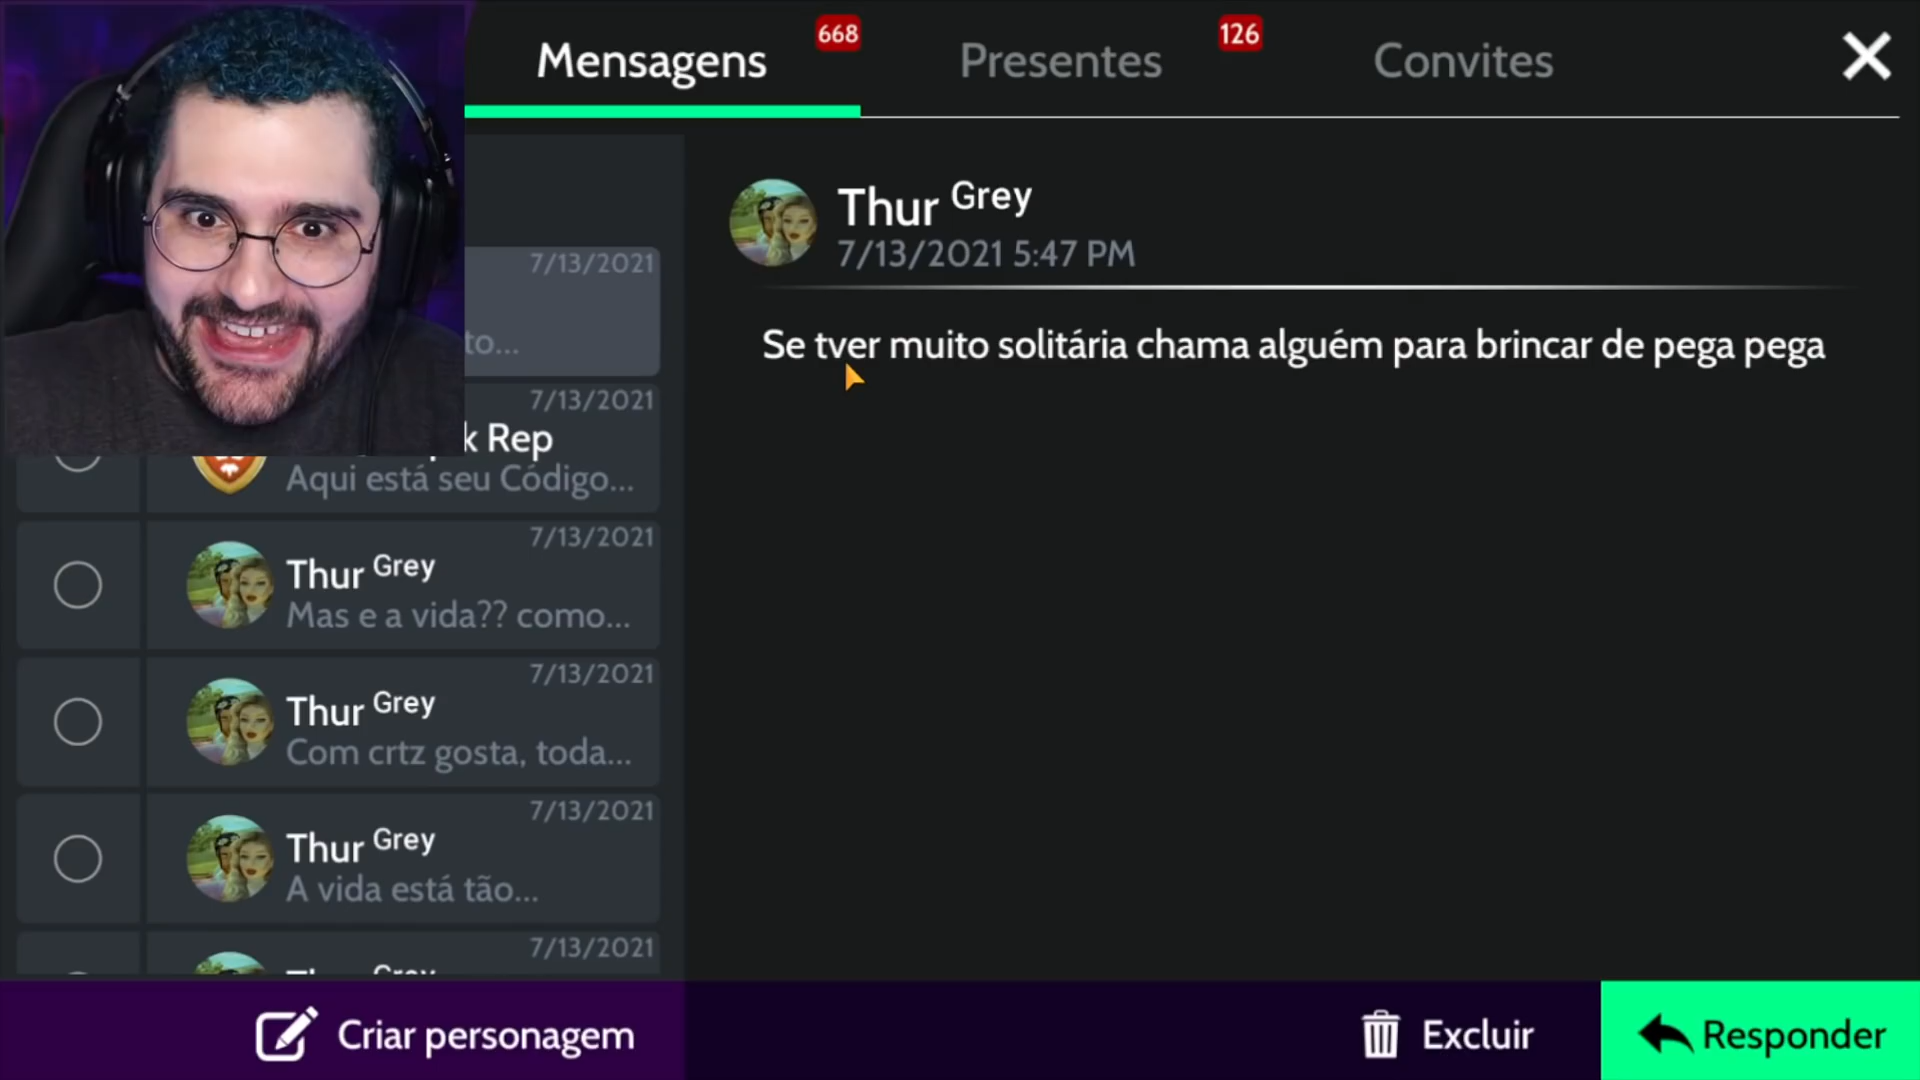 Mensagens 668 Presentes 126 Convites
Thur Grey
7/13/2021 5:47 PM
Se tver muito solitária chama alguém para brincar de pega pega
7/13/2021
to...
7/13/2021
k Rep
Aqui está seu Código...
7/13/2021
Thur Grey
Mas e a vida?? como...
7/13/2021
Thur Grey
Com crtz gosta, toda...
7/13/2021
Thur Grey
A vida está tão...
7/13/2021
Criar personagem
Excluir
Responder